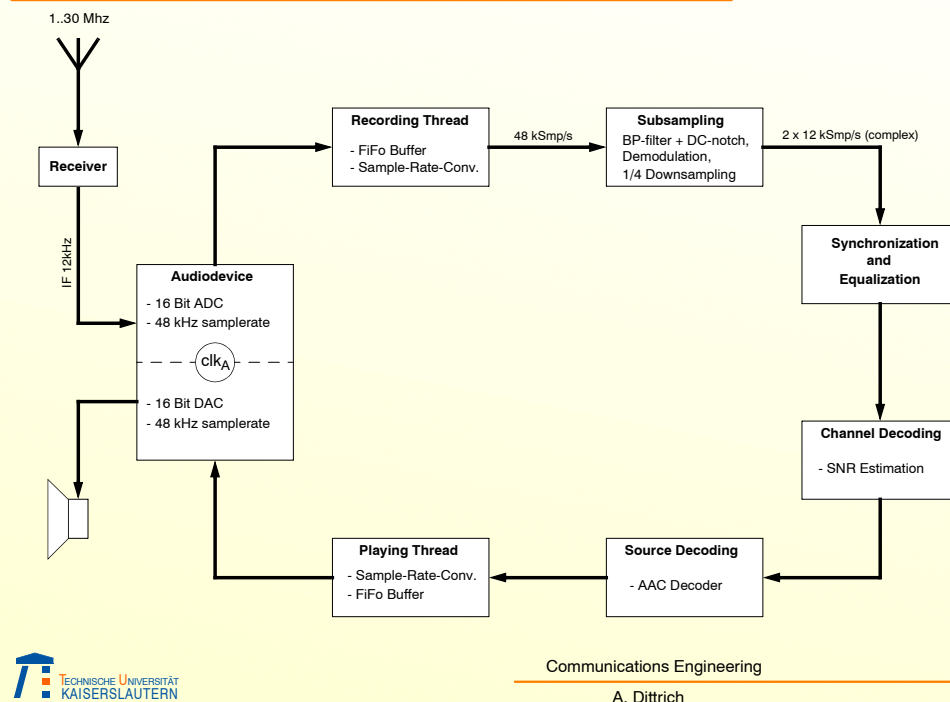 1..30 Mhz
Receiver
IF 12kHz
Audiodevice
- 16 Bit ADC
- 48 kHz samplerate
clkA
- 16 Bit DAC
- 48 kHz samplerate
Recording Thread
- FiFo Buffer
- Sample-Rate-Conv.
48 kSmp/s
Subsampling
BP-filter + DC-notch,
Demodulation,
1/4 Downsampling
2 x 12 kSmp/s (complex)
Synchronization
and
Equalization
Channel Decoding
- SNR Estimation
Source Decoding
- AAC Decoder
Playing Thread
- Sample-Rate-Conv.
- FiFo Buffer
TECHNISCHE UNIVERSITÄT
KAISERSLAUTERN
Communications Engineering
A. Dittrich